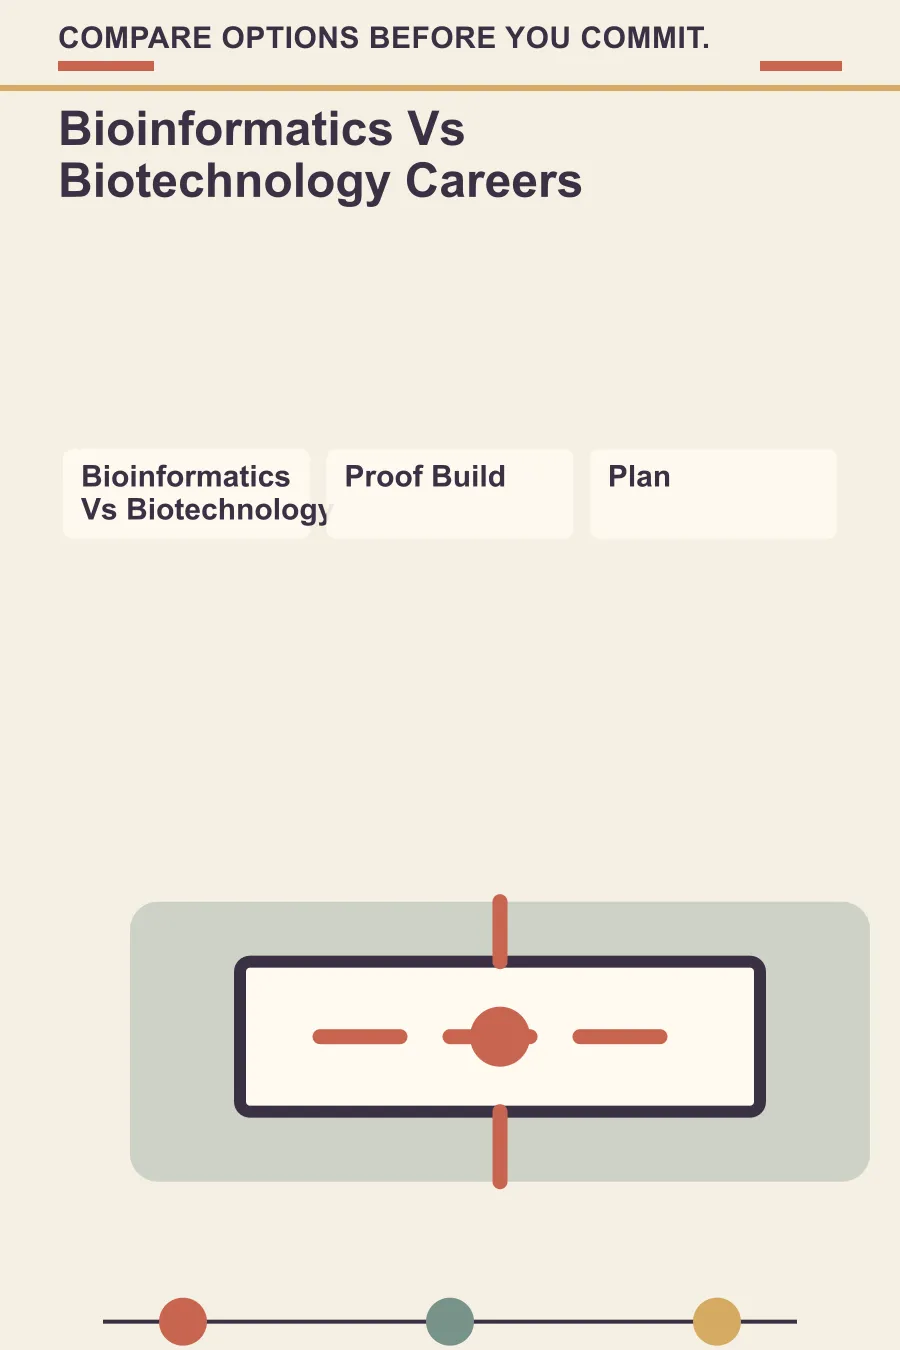 COMPARE OPTIONS BEFORE YOU COMMIT.
Bioinformatics Vs
Biotechnology Careers
Bioinformatics
Vs Biotechnology
Proof Build
Plan